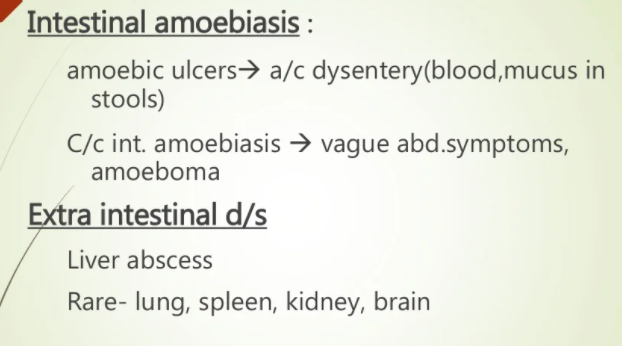 Intestinal amoebiasis :
amoebic ulcers→ a/c dysentery(blood,mucus in
stools)
C/c int. amoebiasis → vague abd.symptoms,
amoeboma
Extra intestinal d/s
Liver abscess
Rare- lung, spleen, kidney, brain